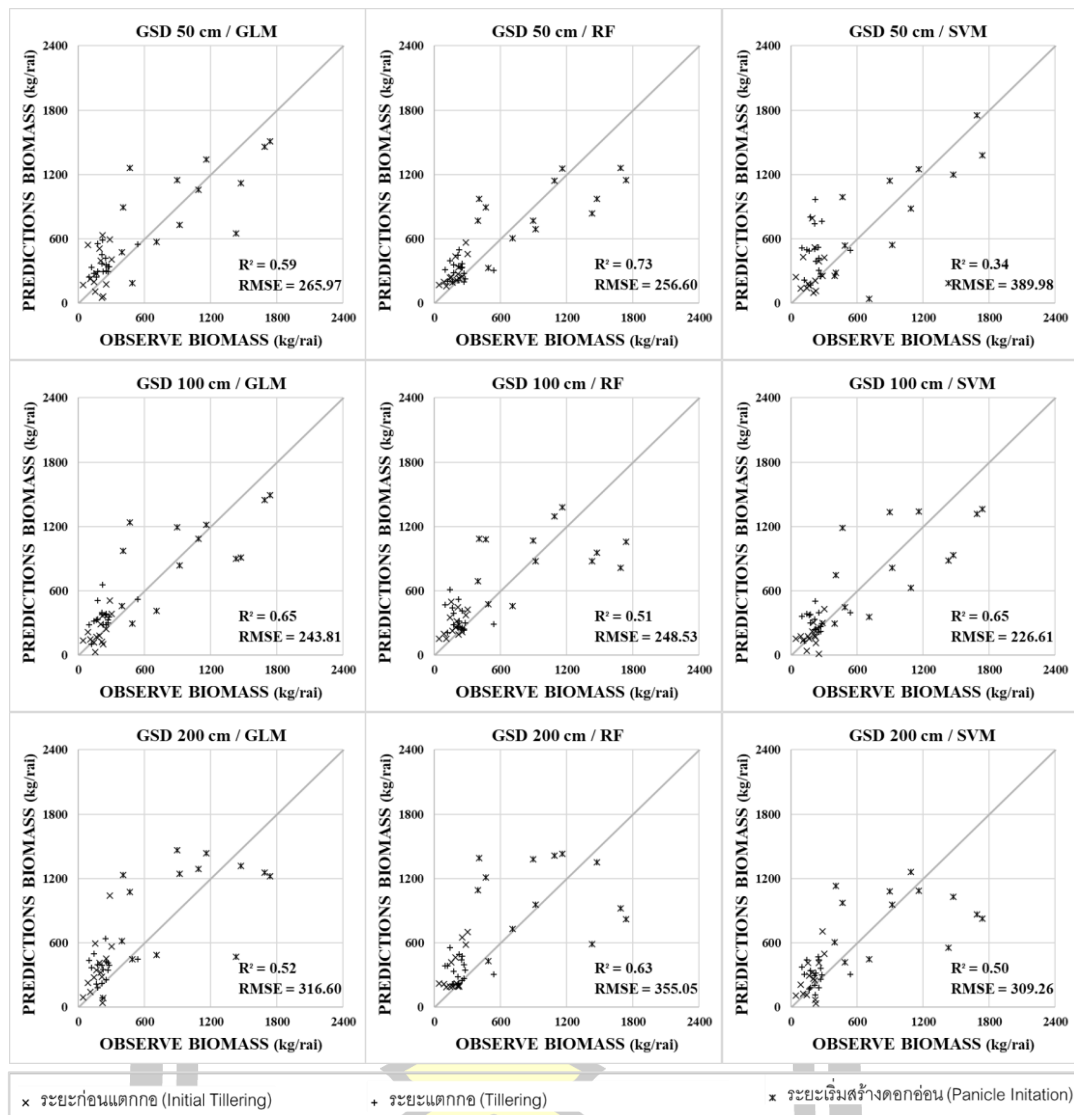 GSD 50 cm / GLM
PREDICTIONS BIOMASS (kg/rai)
2400
1800
1200
600
0
R² = 0.59
RMSE = 265.97
0 600 1200 1800 2400
OBSERVE BIOMASS (kg/rai)
GSD 50 cm / RF
PREDICTIONS BIOMASS (kg/rai)
2400
1800
1200
600
0
R² = 0.73
RMSE = 256.60
0 600 1200 1800 2400
OBSERVE BIOMASS (kg/rai)
GSD 50 cm / SVM
PREDICTIONS BIOMASS (kg/rai)
2400
1800
1200
600
0
R² = 0.34
RMSE = 389.98
0 600 1200 1800 2400
OBSERVE BIOMASS (kg/rai)
GSD 100 cm / GLM
PREDICTIONS BIOMASS (kg/rai)
2400
1800
1200
600
0
R² = 0.65
RMSE = 243.81
0 600 1200 1800 2400
OBSERVE BIOMASS (kg/rai)
GSD 100 cm / RF
PREDICTIONS BIOMASS (kg/rai)
2400
1800
1200
600
0
R² = 0.51
RMSE = 248.53
0 600 1200 1800 2400
OBSERVE BIOMASS (kg/rai)
GSD 100 cm / SVM
PREDICTIONS BIOMASS (kg/rai)
2400
1800
1200
600
0
R² = 0.65
RMSE = 226.61
0 600 1200 1800 2400
OBSERVE BIOMASS (kg/rai)
GSD 200 cm / GLM
PREDICTIONS BIOMASS (kg/rai)
2400
1800
1200
600
0
R² = 0.52
RMSE = 316.60
0 600 1200 1800 2400
OBSERVE BIOMASS (kg/rai)
GSD 200 cm / RF
PREDICTIONS BIOMASS (kg/rai)
2400
1800
1200
600
0
R² = 0.63
RMSE = 355.05
0 600 1200 1800 2400
OBSERVE BIOMASS (kg/rai)
GSD 200 cm / SVM
PREDICTIONS BIOMASS (kg/rai)
2400
1800
1200
600
0
R² = 0.50
RMSE = 309.26
0 600 1200 1800 2400
OBSERVE BIOMASS (kg/rai)
ระยะก่อนแตกกอ (Initial Tillering)
ระยะแตกกอ (Tillering)
ระยะเริ่มสร้างดอกอ่อน (Panicle Initation)